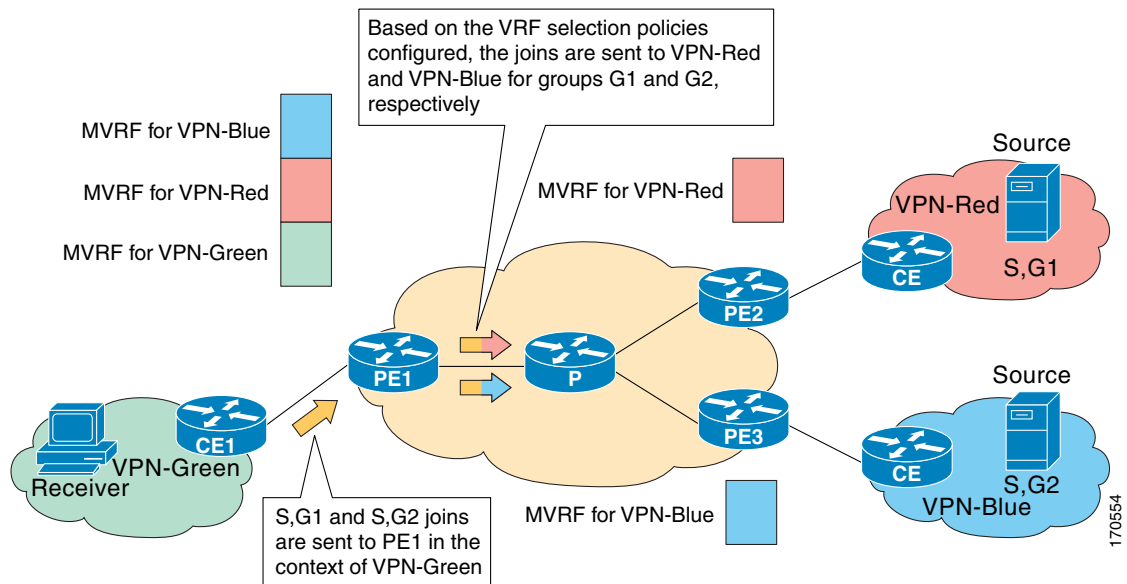 Based on the VRF selection policies
configured, the joins are sent to VPN-Red
and VPN-Blue for groups G1 and G2,
respectively
MVRF for VPN-Blue
MVRF for VPN-Red
MVRF for VPN-Green
MVRF for VPN-Red
Source
VPN-Red
S,G1
CE
PE2
PE1
P
PE3
CE1
VPN-Green
Receiver
Source
CE
S,G2
VPN-Blue
MVRF for VPN-Blue
S,G1 and S,G2 joins
are sent to PE1 in the
context of VPN-Green
170554